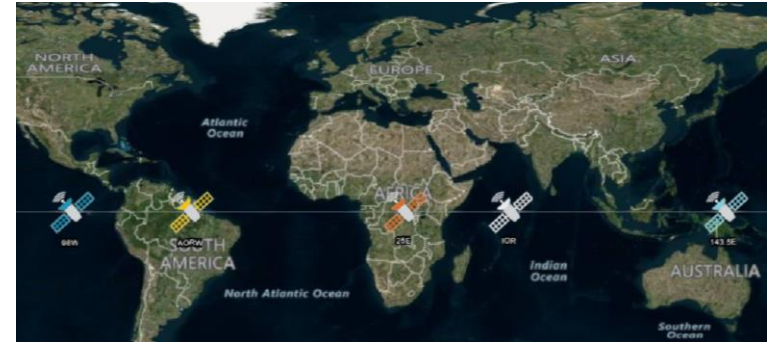 NORTH
AMERICA
EUROPE
ASIA
Atlantic
Ocean
AFRICA
98W
AORW
25E
IOR
143.5E
SOUTH
AMERICA
Indian
Ocean
AUSTRALIA
North Atlantic Ocean
Southern
Ocean